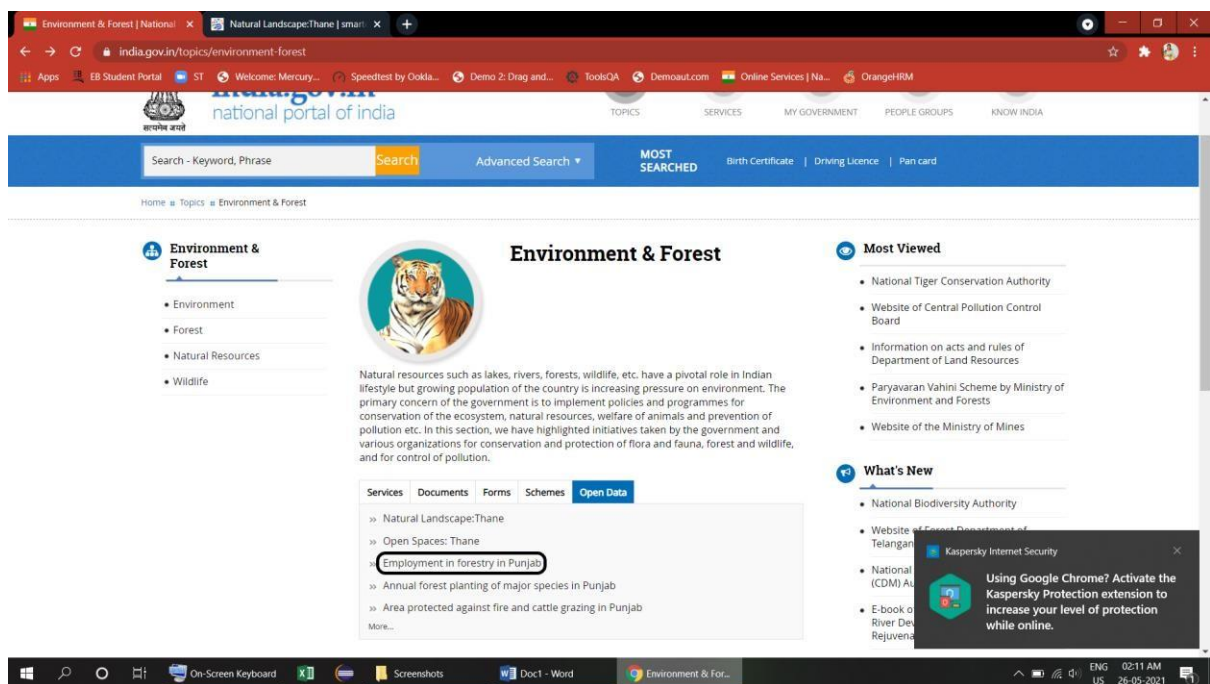 Environment & Forest | National
Natural Landscape:Thane | smart
india.gov.in/topics/environment-forest
Apps
EB Student Portal
ST
Welcome: Mercury...
Speedtest by Ookla...
Demo 2: Drag and...
ToolsQA
Demoaut.com
Online Services | Na...
OrangeHRM
सत्यमेव जयते
india.gov.in
national portal of india
TOPICS
SERVICES
MY GOVERNMENT
PEOPLE GROUPS
KNOW INDIA
Search - Keyword, Phrase
Search
Advanced Search
MOST
SEARCHED
Birth Certificate | Driving Licence | Pan card
Home Topics Environment & Forest
Environment &
Forest
Environment
Forest
Natural Resources
Wildlife
Environment & Forest
Natural resources such as lakes, rivers, forests, wildlife, etc. have a pivotal role in Indian
lifestyle but growing population of the country is increasing pressure on environment. The
primary concern of the government is to implement policies and programmes for
conservation of the ecosystem, natural resources, welfare of animals and prevention of
pollution etc. In this section, we have highlighted initiatives taken by the government and
various organizations for conservation and protection of flora and fauna, forest and wildlife,
and for control of pollution.
Services
Documents
Forms
Schemes
Open Data
» Natural Landscape:Thane
» Open Spaces: Thane
» Employment in forestry in Punjab
» Annual forest planting of major species in Punjab
» Area protected against fire and cattle grazing in Punjab
More...
Most Viewed
National Tiger Conservation Authority
Website of Central Pollution Control
Board
Information on acts and rules of
Department of Land Resources
Paryavaran Vahini Scheme by Ministry of
Environment and Forests
Website of the Ministry of Mines
What's New
National Biodiversity Authority
Website of Forest Department of
Telangan
National
(CDM) Au
E-book o
River Dev
Rejuvena
Kaspersky Internet Security
Using Google Chrome? Activate the
Kaspersky Protection extension to
increase your level of protection
while online.
On-Screen Keyboard
Screenshots
Doc1 - Word
Environment & For...
ENG
US
02:11 AM
26-05-2021